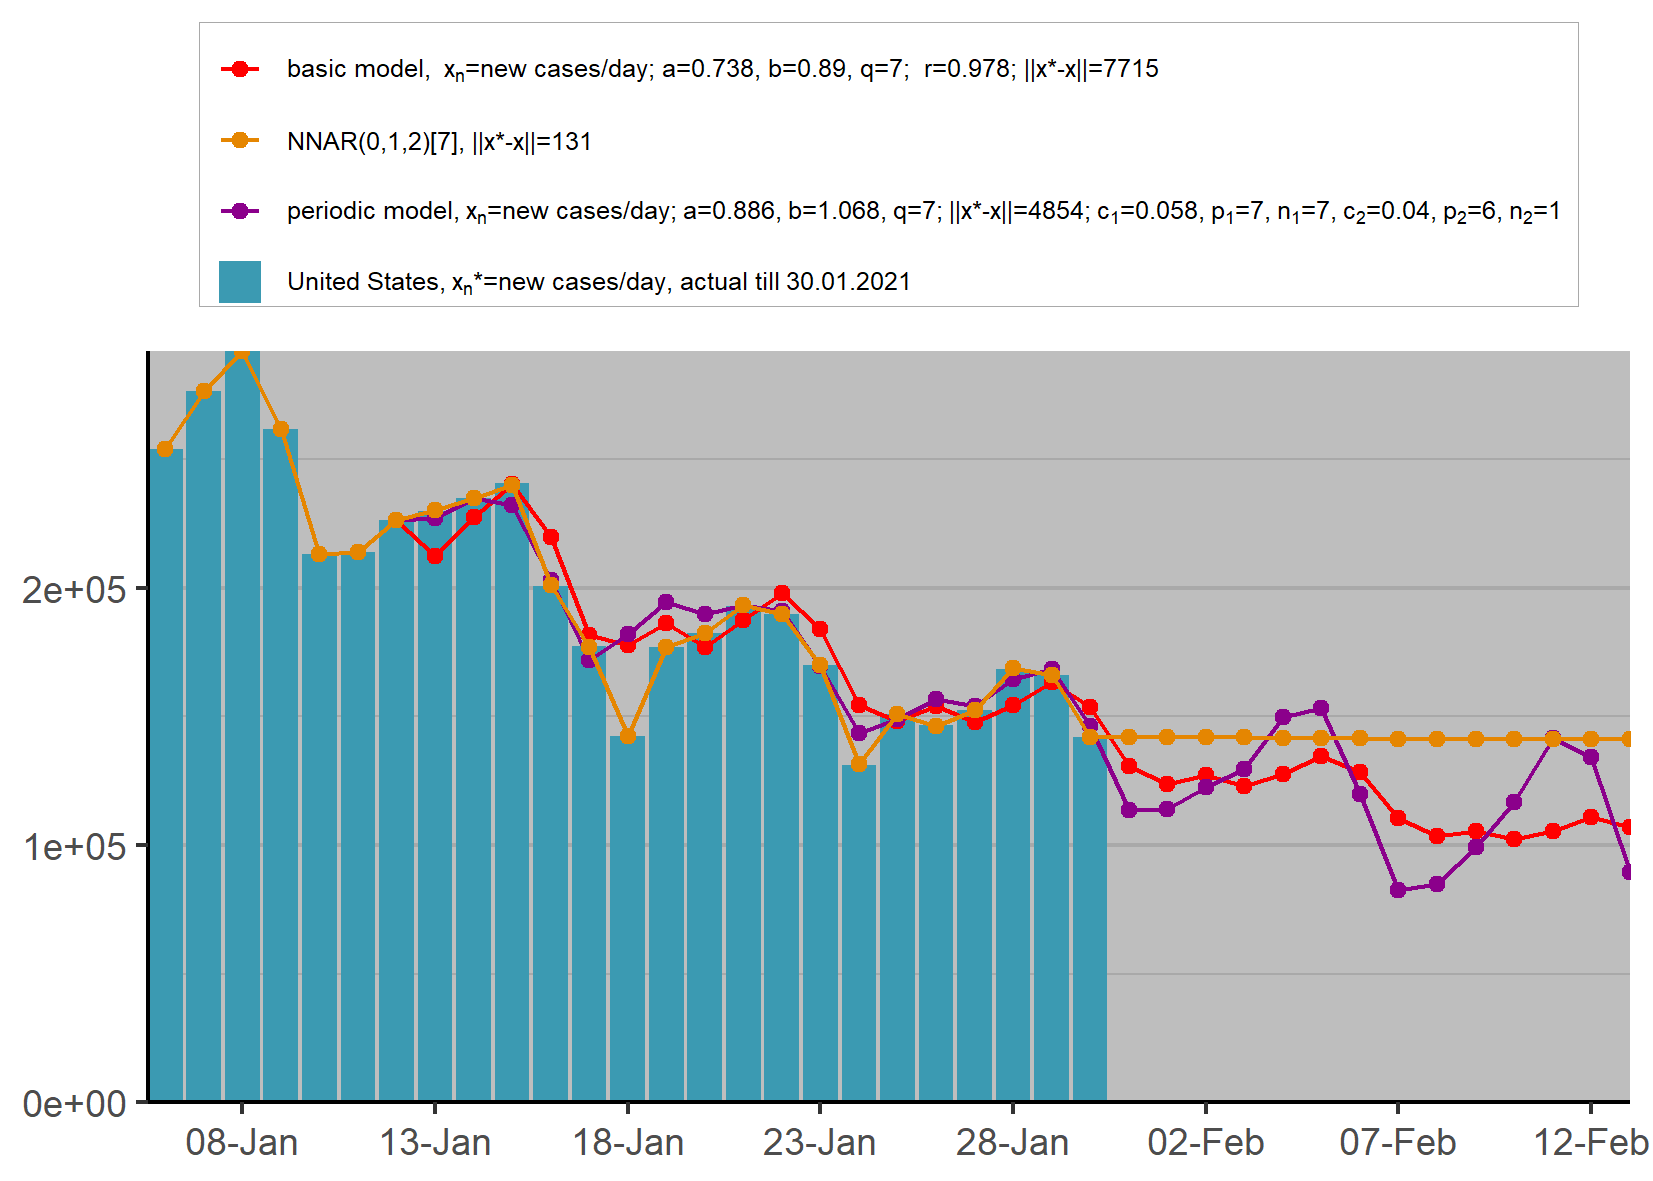 basic model, xₙ=new cases/day; a=0.738, b=0.89, q=7; r=0.978; ||x*-x||=7715
NNAR(0,1,2)[7], ||x*-x||=131
periodic model, xₙ=new cases/day; a=0.886, b=1.068, q=7; ||x*-x||=4854; c₁=0.058, p₁=7, n₁=7, c₂=0.04, p₂=6, n₂=1
United States, xₙ*=new cases/day, actual till 30.01.2021
2e+05
1e+05
0e+00
08-Jan 13-Jan 18-Jan 23-Jan 28-Jan 02-Feb 07-Feb 12-Feb